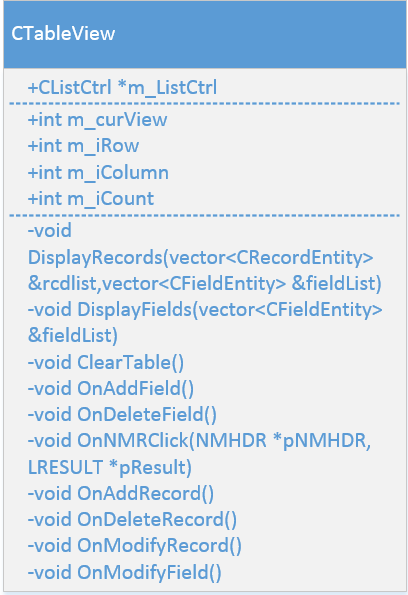 CTableView
+CListCtrl *m_ListCtrl
+int m_curView
+int m_iRow
+int m_iColumn
+int m_iCount
-void
DisplayRecords(vector<CRecordEntity>
&rcdlist,vector<CFieldEntity> &fieldList)
-void DisplayFields(vector<CFieldEntity>
&fieldList)
-void ClearTable()
-void OnAddField()
-void OnDeleteField()
-void OnNMRClick(NMHDR *pNMHDR,
LRESULT *pResult)
-void OnAddRecord()
-void OnDeleteRecord()
-void OnModifyRecord()
-void OnModifyField()